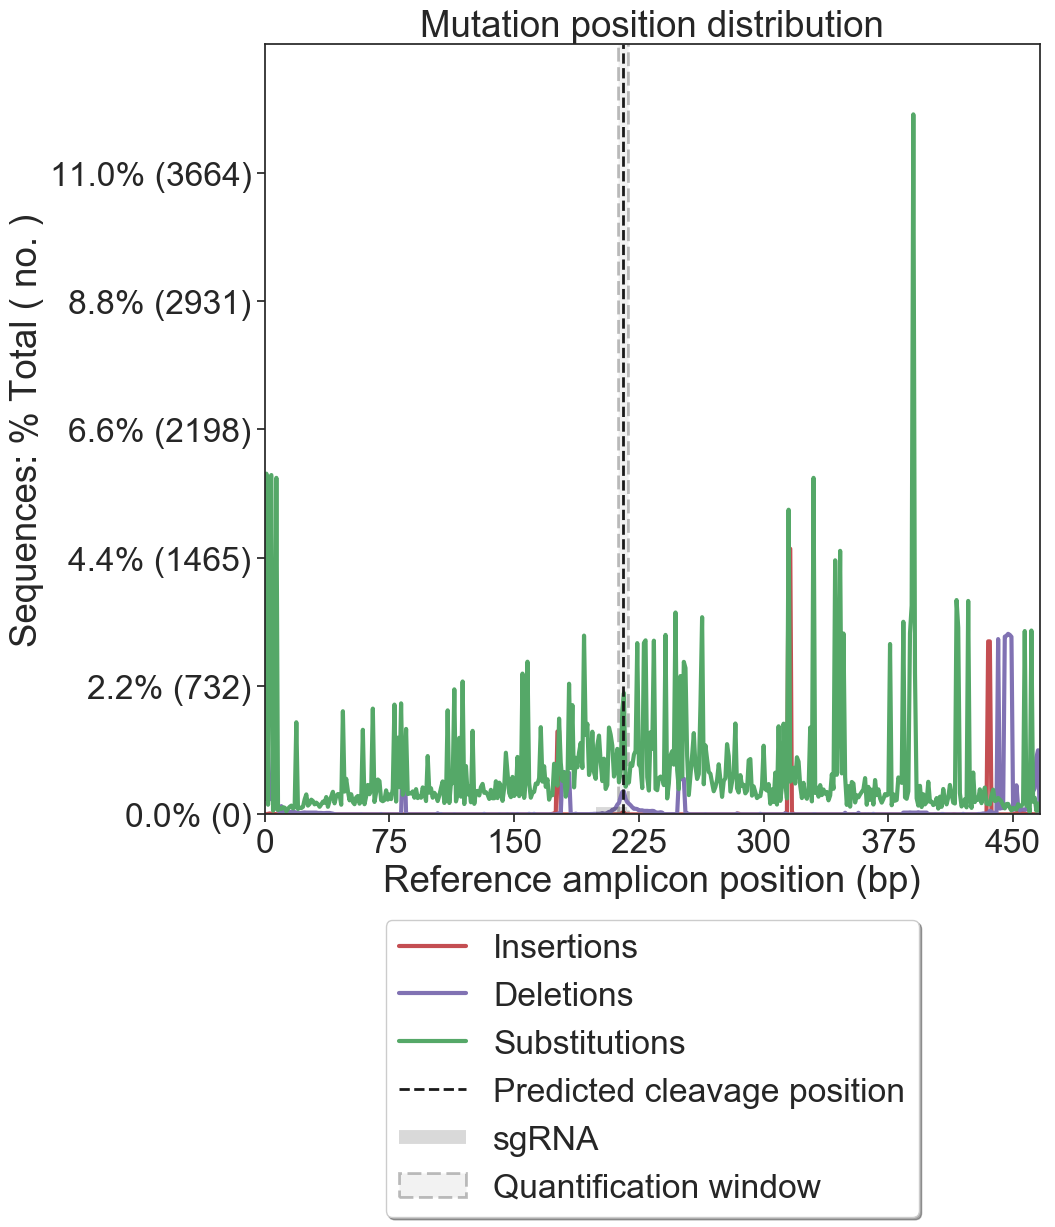 Mutation position distribution
Sequences: % Total ( no. )
11.0% (3664)
8.8% (2931)
6.6% (2198)
4.4% (1465)
2.2% (732)
0.0% (0)
0 75 150 225 300 375 450
Reference amplicon position (bp)
Insertions
Deletions
Substitutions
Predicted cleavage position
sgRNA
Quantification window